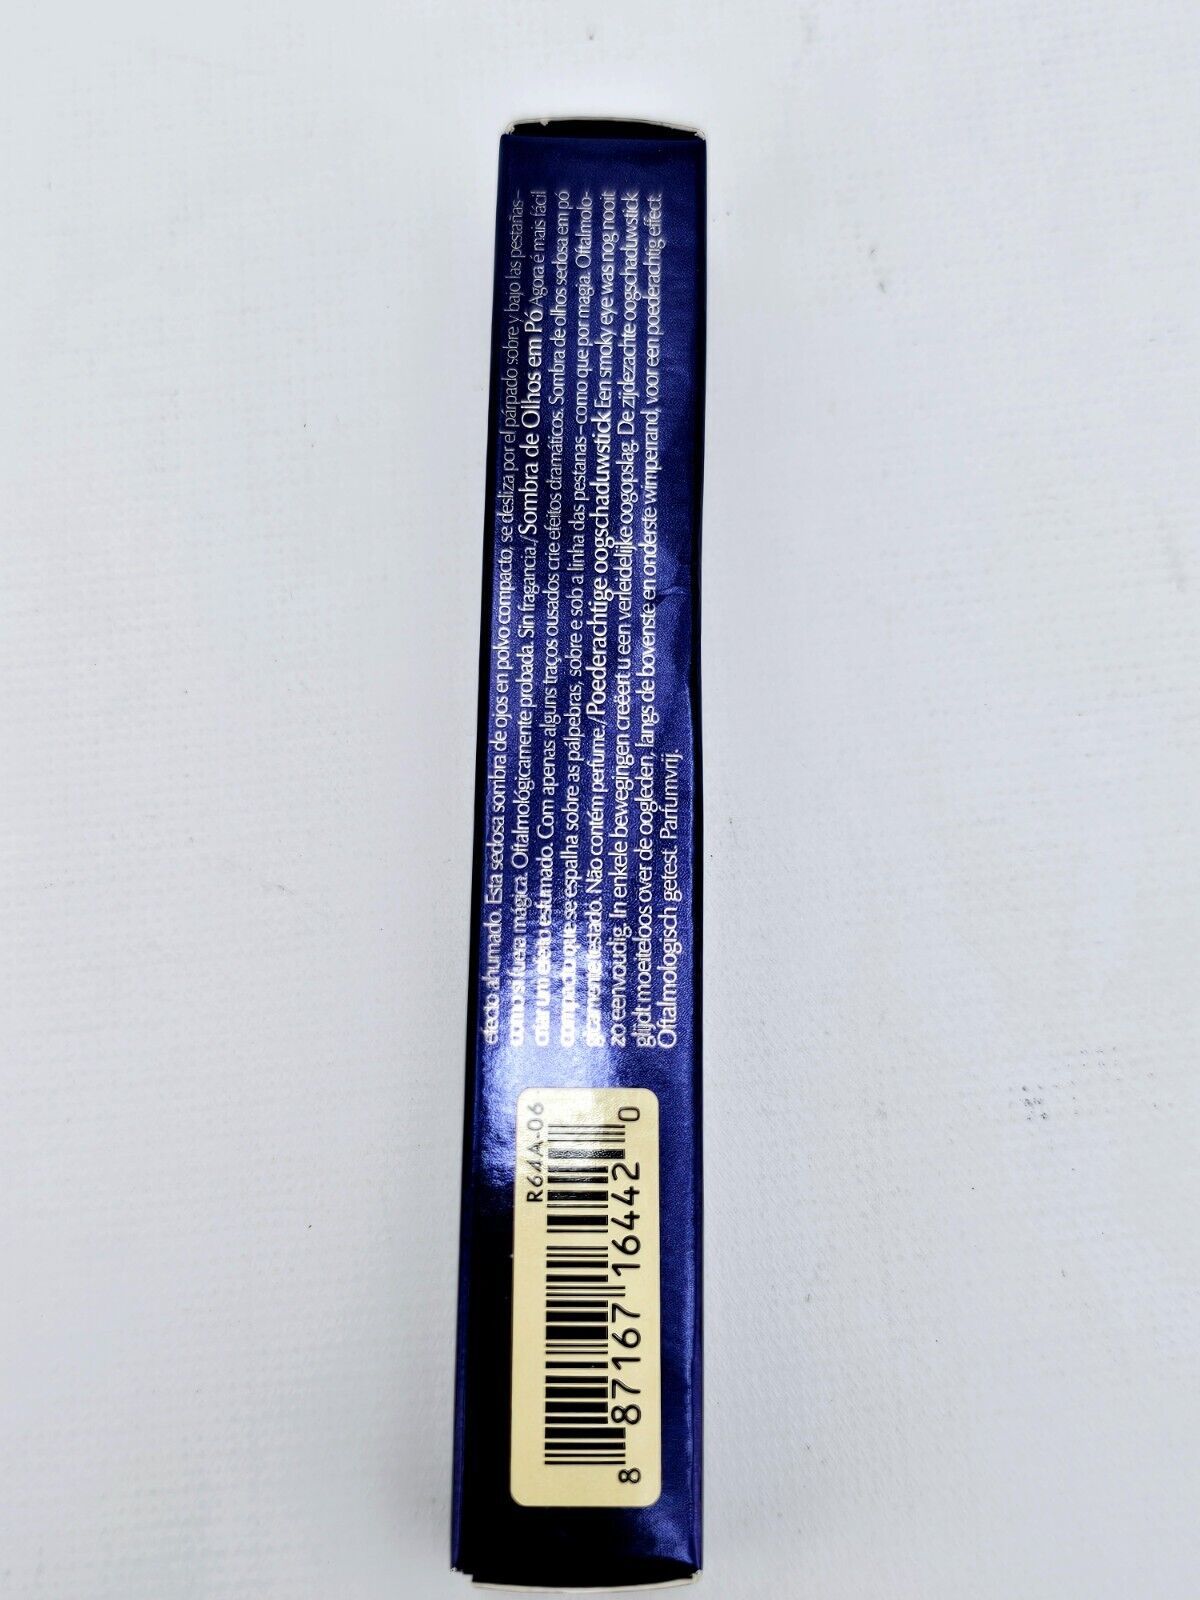 efecto ahumado. Esta sedosa sombra de ojos en polvo compacto, se desliza por el párpado sobre y bajo las pestañas–
como si fuera mágica. Oftalmológicamente probada. Sin fragancia./Sombra de Olhos em Pó Agora é mais fácil
criar um efeito esfumado. Com apenas alguns traços ousados crie efeitos dramáticos. Sombra de olhos sedosa em pó
compacto que se espalha sobre as pálpebras, sobre e sob a linha das pestanas–como que por magia. Oftalmolo-
gicamente testado. Não contém perfume./Poederachtige oogschaduwstick Een smoky eye was nog nooit
zo eenvoudig. In enkele bewegingen creëert u een verleidelijke oogopslag. De zijdezachte oogschaduwstick
glijdt moeiteloos over de oogleden, langs de bovenste en onderste wimperrand, voor een poederachtig effect.
Oftalmologisch getest. Parfumvrij.
R64A-06
8 87167 16442 0